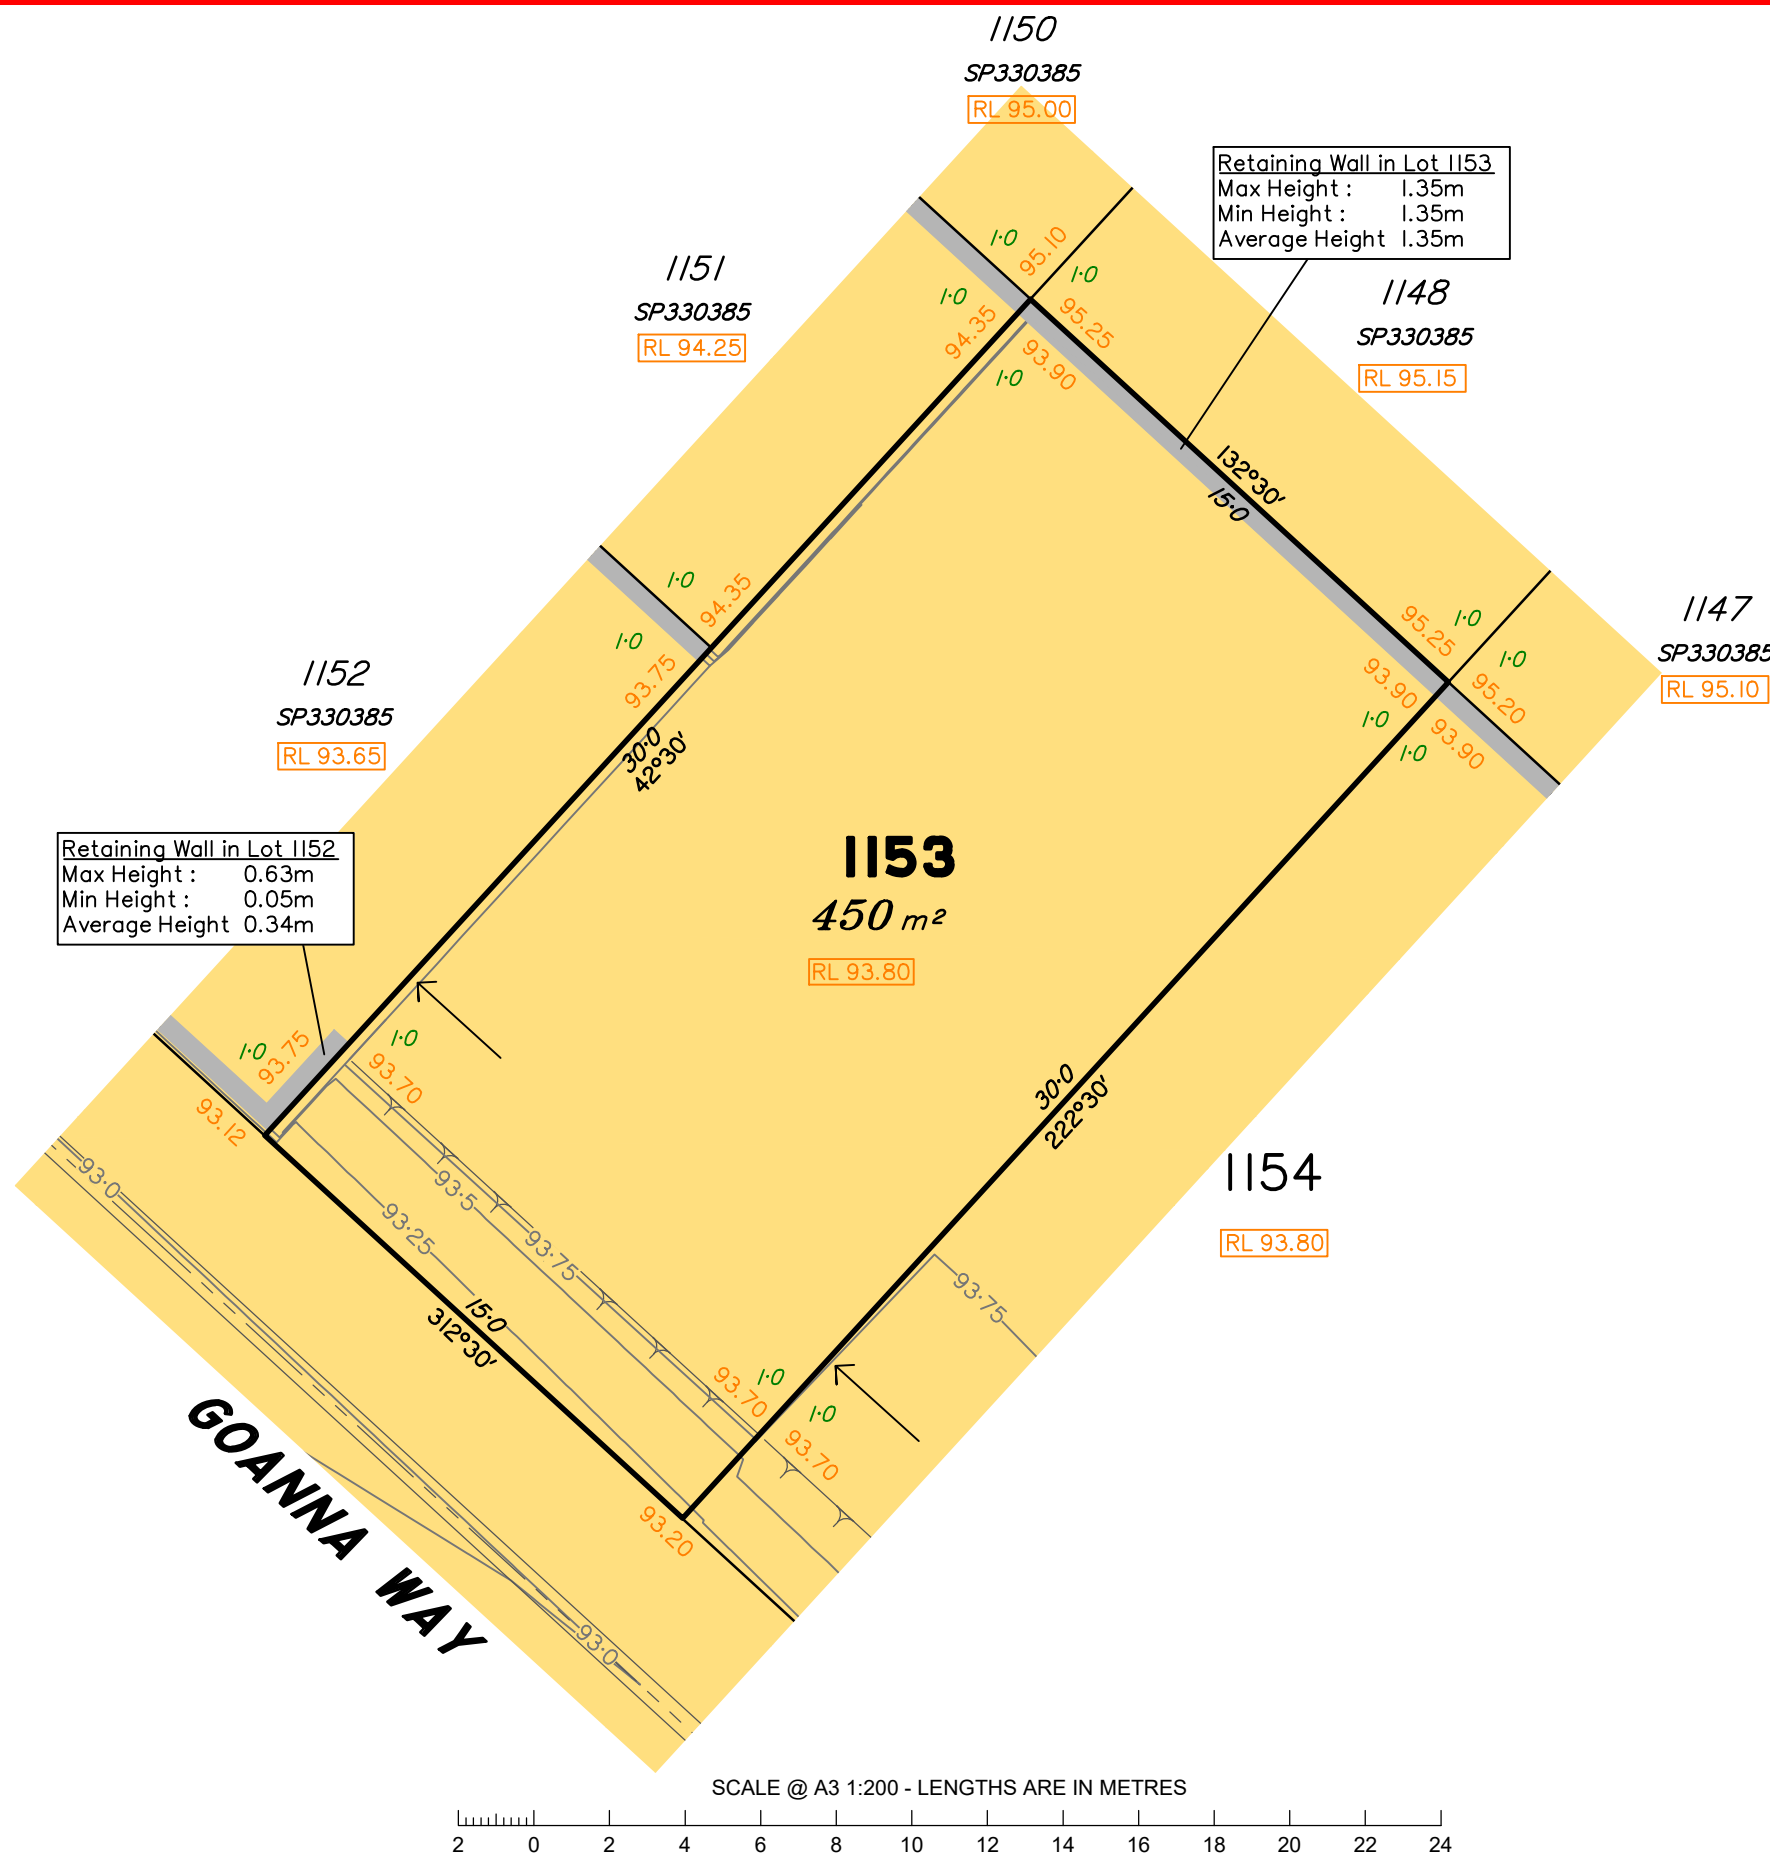 1150
SP330385
RL 95.00
Retaining Wall in Lot 1153
Max Height : 1.35m
Min Height : 1.35m
Average Height 1.35m
1151
SP330385
RL 94.25
1148
SP330385
RL 95.15
1·0
95.10
1·0
1·0
94.35
95.25
93.90
1·0
132°30'
15·0
1·0
94.35
1·0
93.75
1147
SP330385
RL 95.10
95.25
1·0
1·0
93.90
95.20
1·0
93.90
1·0
1152
SP330385
RL 93.65
30·0
42°30'
Retaining Wall in Lot 1152
Max Height : 0.63m
Min Height : 0.05m
Average Height 0.34m
1153
450 m²
RL 93.80
1·0
93.75
1·0
93.70
93.12
30·0
222°30'
1154
RL 93.80
93·0
93·5
93·25
93·75
93·75
15·0
312°30'
1·0
93.70
1·0
93.70
93.20
GOANNA WAY
93·0
SCALE @ A3 1:200 - LENGTHS ARE IN METRES
2 0 2 4 6 8 10 12 14 16 18 20 22 24